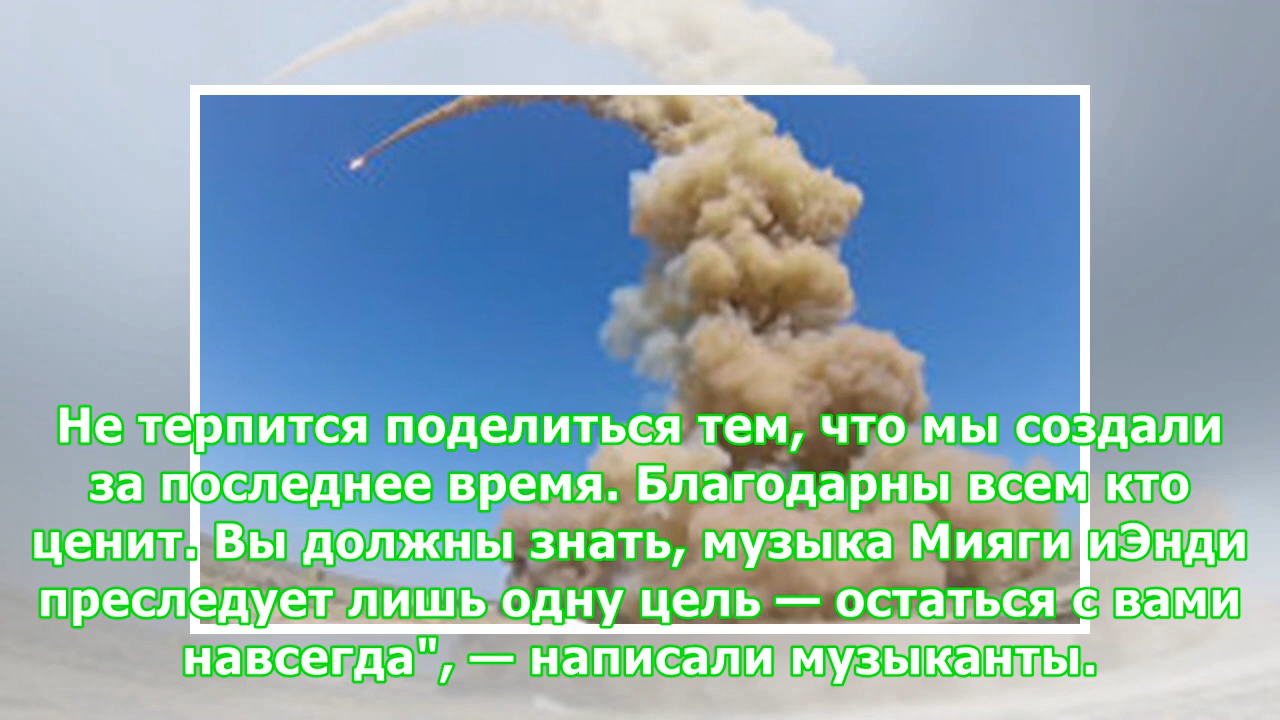 Не терпится поделиться тем, что мы создали
за последнее время. Благодарны всем кто
ценит. Вы должны знать, музыка Мияги иЭнди
преследует лишь одну цель — остаться с вами
навсегда", — написали музыканты.